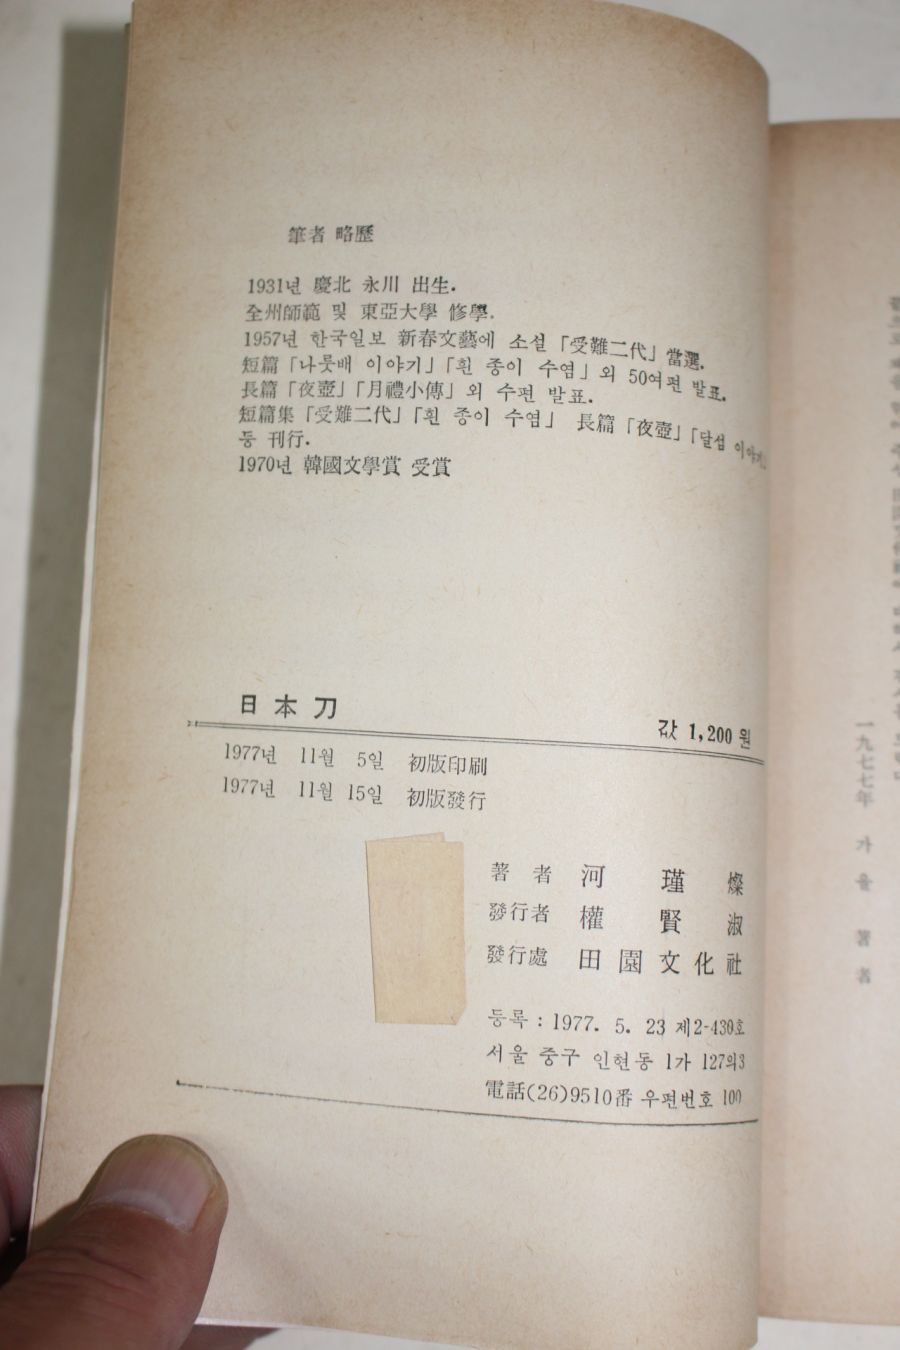 筆者 略歷
1931년 慶北 永川 出生.
全州師範 및 東亞大學 修學.
1957년 한국일보 新春文藝에 소설 「受難二代」 當選.
短篇 「나룻배 이야기」 「흰 종이 수염」 외 50여편 발표.
長篇 「夜壺」 「月禮小傳」 외 수편 발표.
短篇集 「受難二代」 「흰 종이 수염」 長篇 「夜壺」 「달섬 이야기」
등 刊行.
1970년 韓國文學賞 受賞
日本刀
값 1,200 원
1977년 11월 5일 初版印刷
1977년 11월 15일 初版發行
著者 河瑾燦
發行者 權賢淑
發行處 田園文化社
등록 : 1977. 5. 23 제2-430호
서울 중구 인현동 1가 127의3
電話(26)9510番 우편번호 100
一九七七年 가을 著者